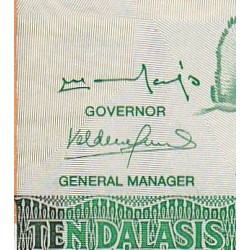 GOVERNOR
GENERAL MANAGER
TEN DALASIS